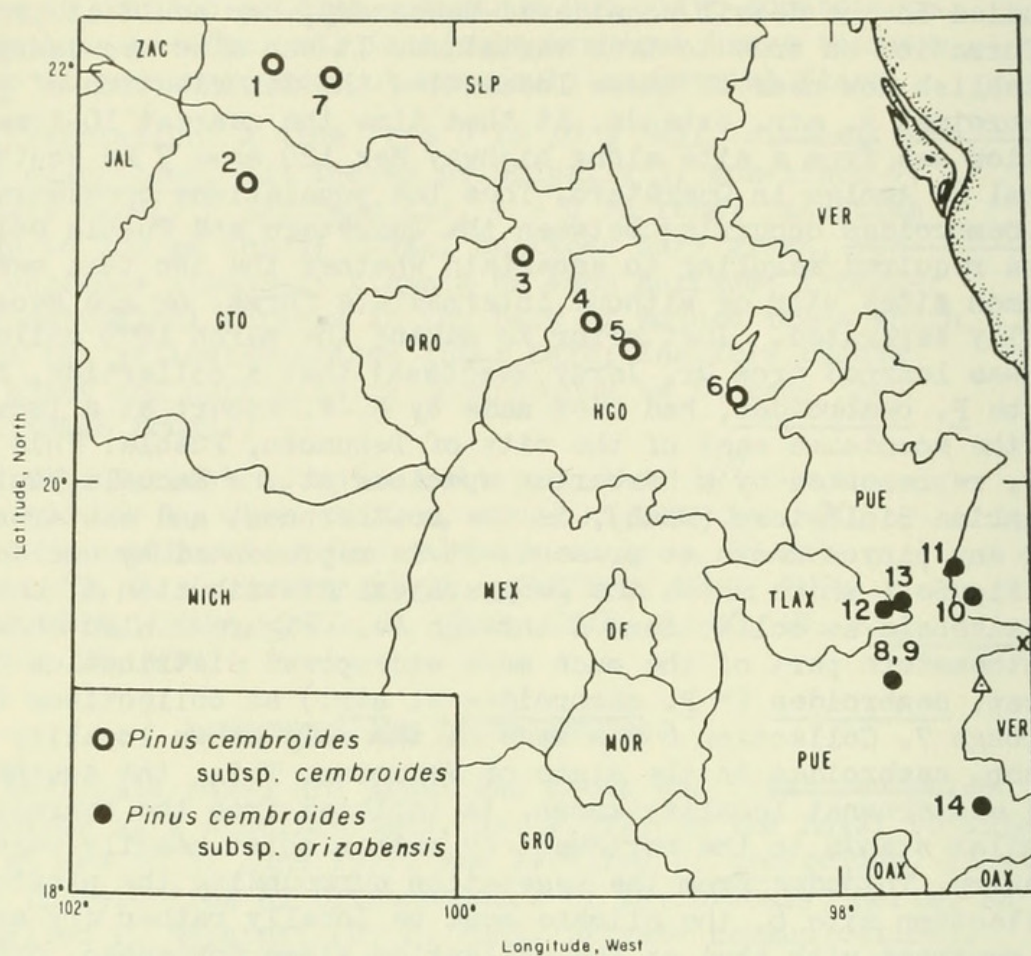 22°
ZAC
1
7
SLP
JAL
2
VER
3
4
GTO
5
ORO
6
HGO
Latitude, North
20°
PUE
11
MICH
MEX
TLAX
13
12
10
DF
8,9
x
VER
Pinus cembroides
subsp. cembroides
MOR
PUE
Pinus cembroides
subsp. orizabensis
14
GRO
OAX
OAX
18°
102°
100°
98°
Longitude, West